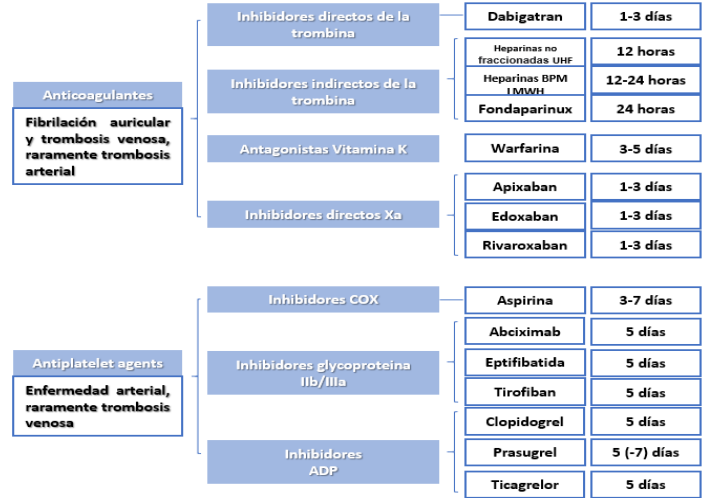 Inhibidores directos de la
trombina
Dabigatran
1-3 días
Anticoagulantes
Fibrilación auricular
y trombosis venosa,
raramente trombosis
arterial
Inhibidores indirectos de la
trombina
Heparinas no
fraccionadas UHF
12 horas
Heparinas BPM
LMWH
12-24 horas
Fondaparinux
24 horas
Antagonistas Vitamina K
Warfarina
3-5 días
Inhibidores directos Xa
Apixaban
1-3 días
Edoxaban
1-3 días
Rivaroxaban
1-3 días
Antiplatelet agents
Enfermedad arterial,
raramente trombosis
venosa
Inhibidores COX
Aspirina
3-7 días
Inhibidores glycoproteina
IIb/IIIa
Abciximab
5 días
Eptifibatida
5 días
Tirofiban
5 días
Inhibidores
ADP
Clopidogrel
5 días
Prasugrel
5 (-7) días
Ticagrelor
5 días